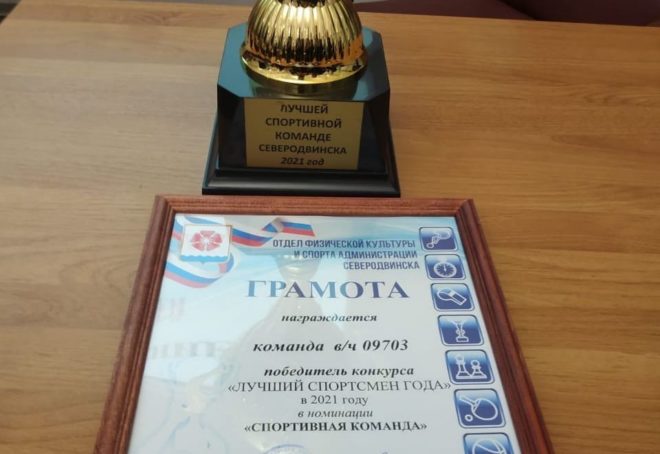 ЛУЧШЕЙ
СПОРТИВНОЙ
КОМАНДЕ
СЕВЕРОДВИНСКА
2021 год
ОТДЕЛ ФИЗИЧЕСКОЙ КУЛЬТУРЫ
И СПОРТА АДМИНИСТРАЦИИ
СЕВЕРОДВИНСКА
ГРАМОТА
награждается
команда в/ч 09703
победитель конкурса
«ЛУЧШИЙ СПОРТСМЕН ГОДА»
в 2021 году
в номинации
«СПОРТИВНАЯ КОМАНДА»